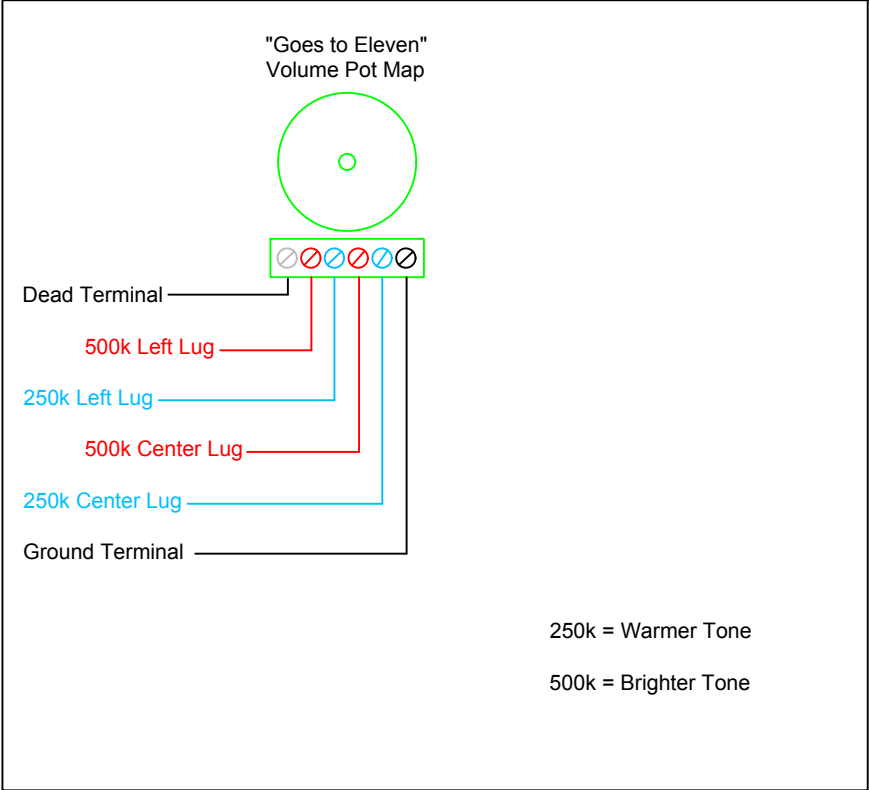 "Goes to Eleven"
Volume Pot Map
Dead Terminal
500k Left Lug
250k Left Lug
500k Center Lug
250k Center Lug
Ground Terminal
250k = Warmer Tone
500k = Brighter Tone